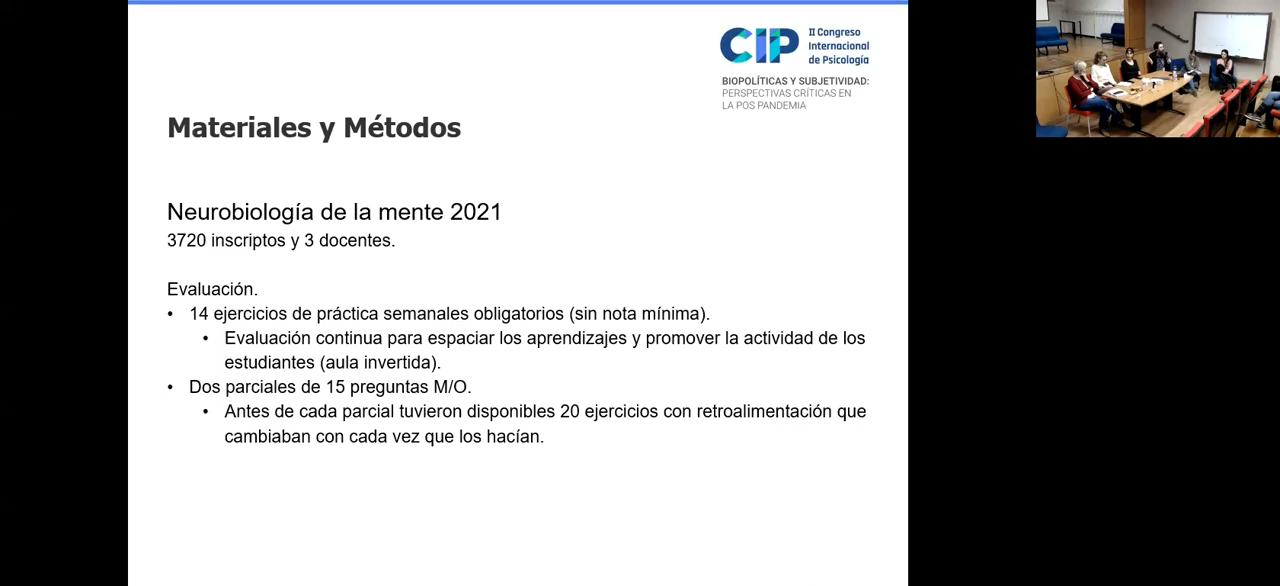 CIP
II Congreso
Internacional
de Psicología
BIOPOLÍTICAS Y SUBJETIVIDAD:
PERSPECTIVAS CRÍTICAS EN
LA POS PANDEMIA
Materiales y Métodos
Neurobiología de la mente 2021
3720 inscriptos y 3 docentes.
Evaluación.
• 14 ejercicios de práctica semanales obligatorios (sin nota mínima).
• Evaluación continua para espaciar los aprendizajes y promover la actividad de los
estudiantes (aula invertida).
• Dos parciales de 15 preguntas M/O.
• Antes de cada parcial tuvieron disponibles 20 ejercicios con retroalimentación que
cambiaban con cada vez que los hacían.